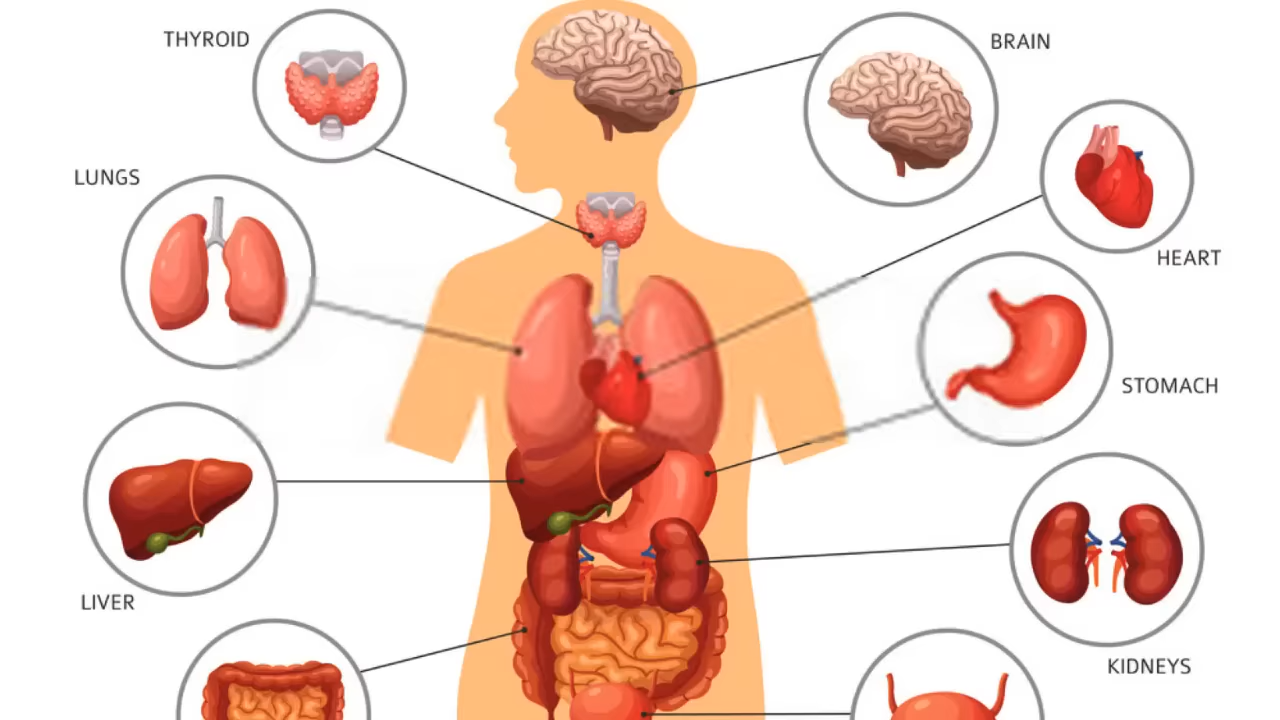 THYROID
BRAIN
LUNGS
HEART
STOMACH
LIVER
KIDNEYS